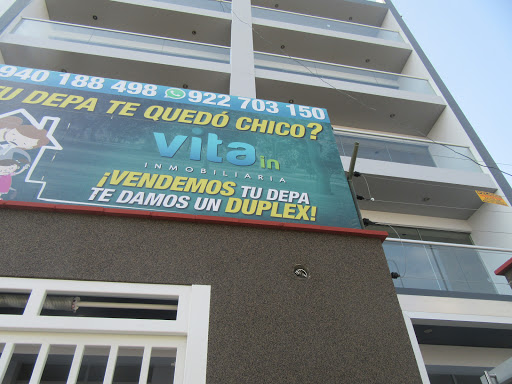 940 188 498 922 703 150
TU DEPA TE QUEDÓ CHICO?
vita in
INMOBILIARIA
¡VENDEMOS TU DEPA
TE DAMOS UN DUPLEX!